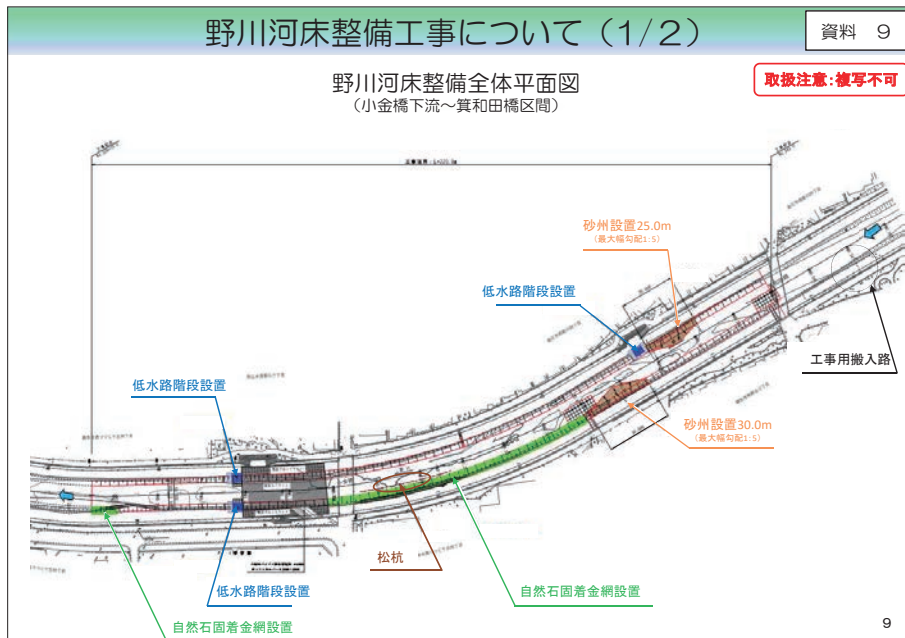 野川河床整備工事について（1/2）
資料　9
野川河床整備全体平面図
（小金橋下流～箕和田橋区間）
取扱注意:複写不可
砂州設置25.0m
（最大幅勾配1:5）
低水路階段設置
工事用搬入路
低水路階段設置
砂州設置30.0m
（最大幅勾配1:5）
松杭
低水路階段設置
自然石固着金網設置
自然石固着金網設置
9